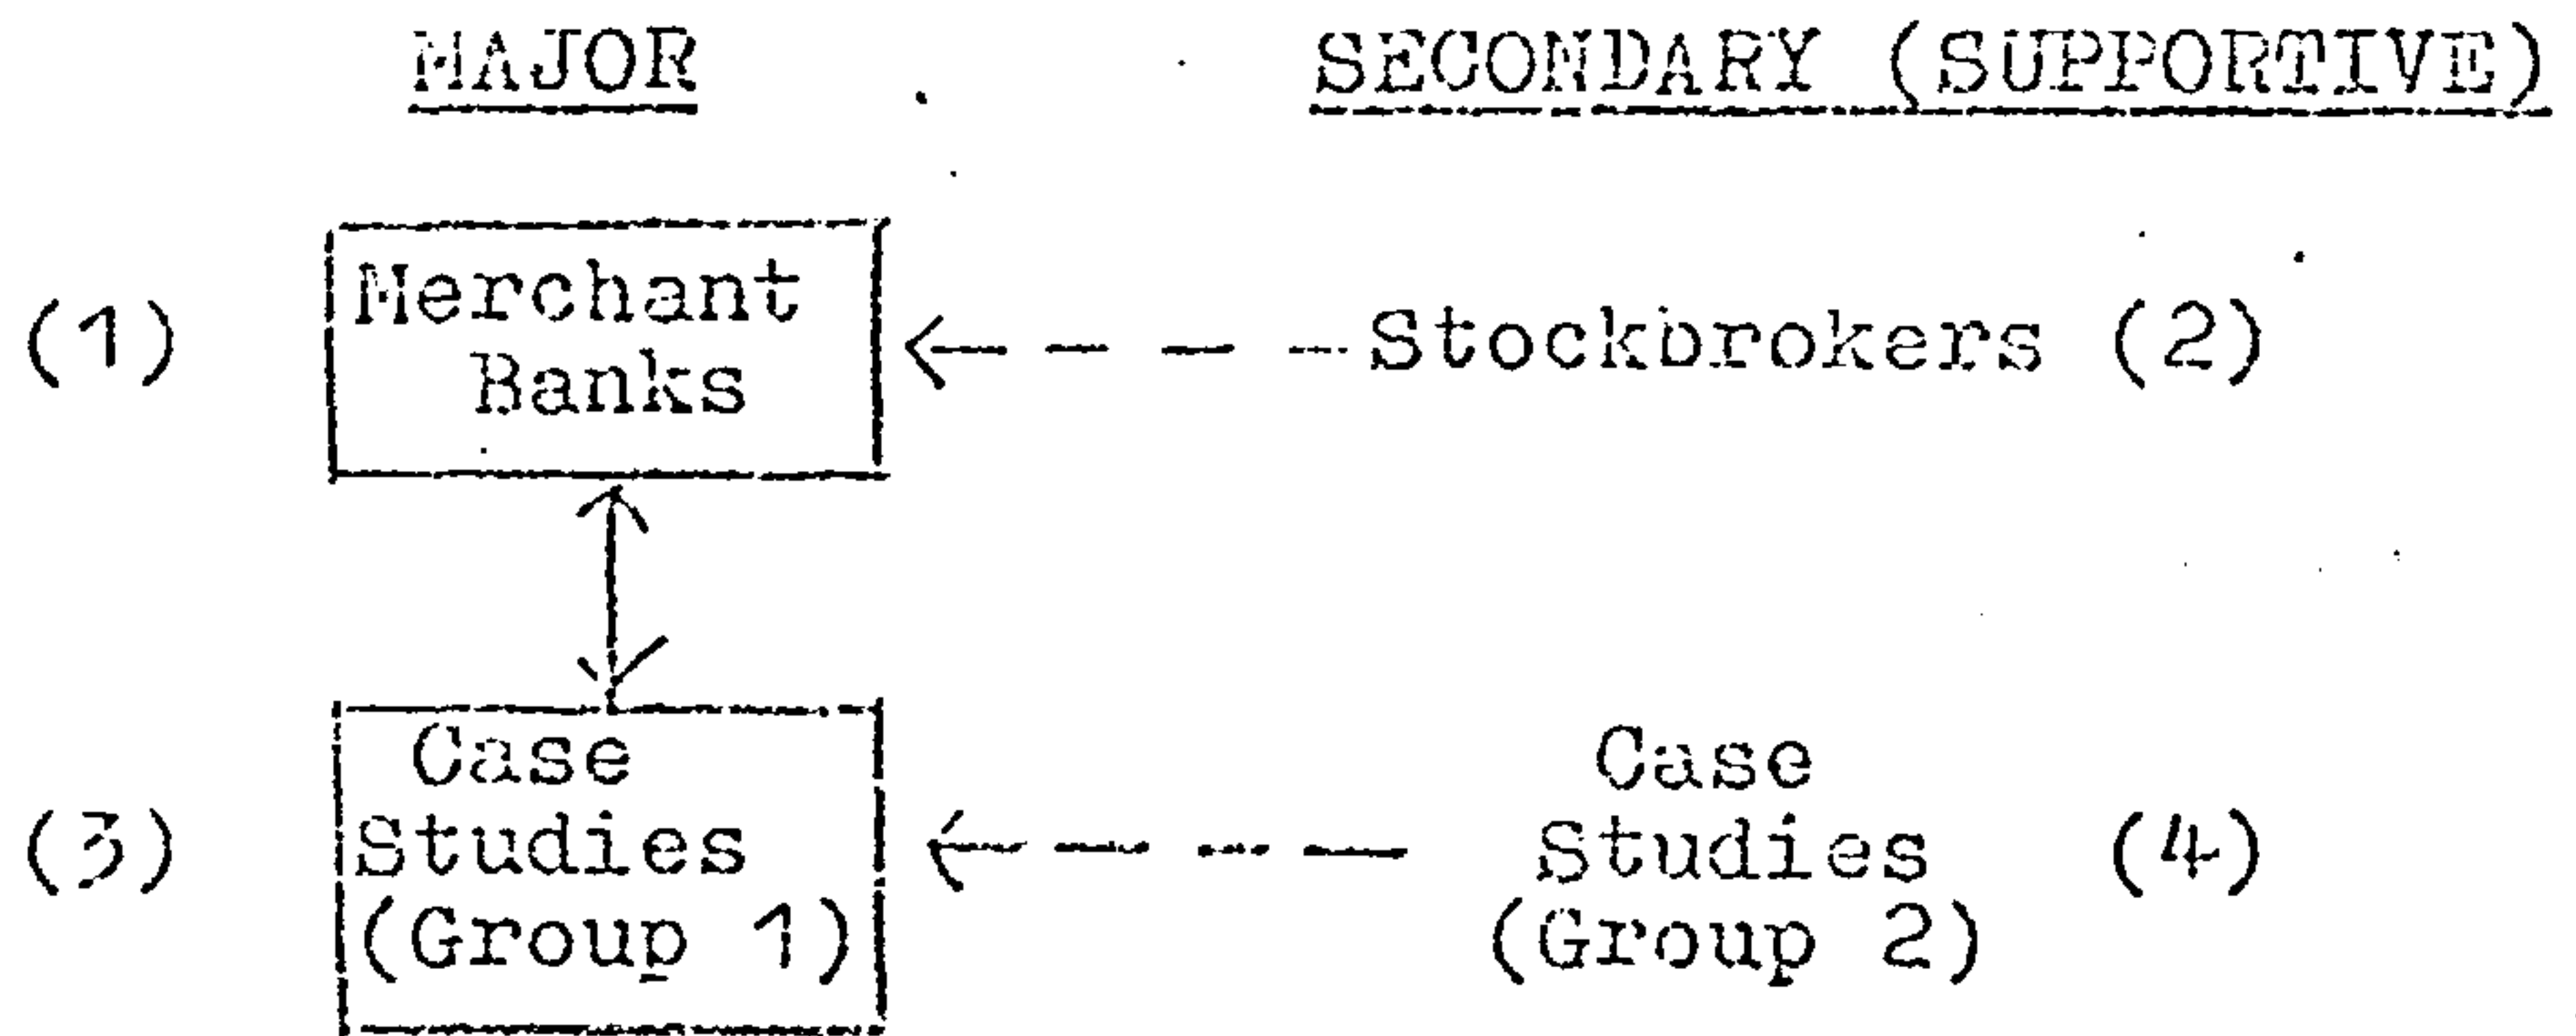 MAJOR SECONDARY (SUPPORTIVE)
(1) Merchant Banks Stockbrokers (2)
(3) Case Studies (Group 1) Case Studies (Group 2) (4)